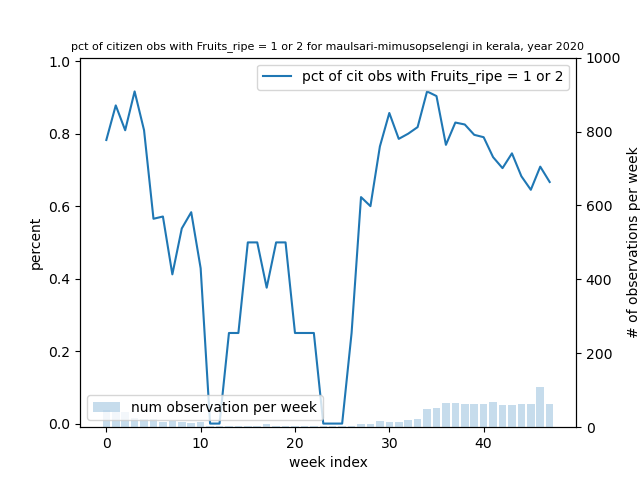 pct of citizen obs with Fruits_ripe = 1 or 2 for maulsari-mimusopselengi in kerala, year 2020
pct of cit obs with Fruits_ripe = 1 or 2
num observation per week
percent
1.0
0.8
0.6
0.4
0.2
0.0
1000
800
600
400
200
0
# of observations per week
0 10 20 30 40
week index